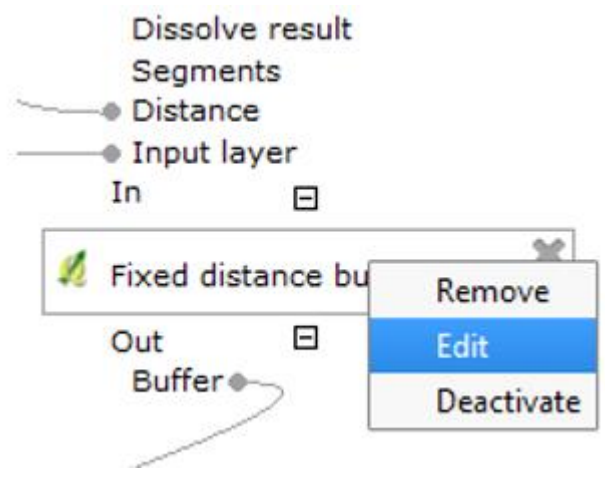 Dissolve result
Segments
Distance
Input layer
In
Fixed distance bu
Remove
Edit
Deactivate
Out
Buffer